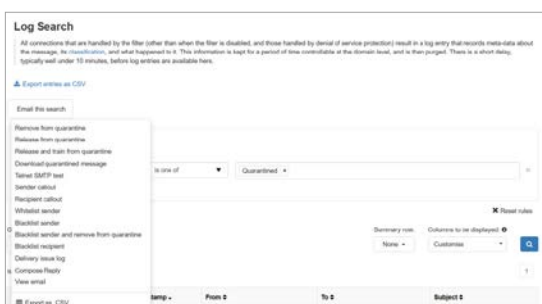 Log Search
All connections that are handled by the filter (other than when the filter is disabled, and those handled by denial of service protection) result in a log entry that records meta-data about
the message, its classification, and what happened to it. This information is kept for a period of time controllable at the domain level, and is then purged. There is a short delay,
typically well under 10 minutes, before log entries are available here.
Export entries as CSV
Email this search
Remove from quarantine
Release from quarantine
Release and train from quarantine
Download quarantined message
Telnet SMTP test
Sender callout
Recipient callout
Whitelist sender
Blacklist sender
Blacklist sender and remove from quarantine
Blacklist recipient
Delivery issue log
Compose Reply
View email
Export as .CSV
is one of
Quarantined
Reset rules
Summary row:
Columns to be displayed:
None
Customise
1
From
To
Subject